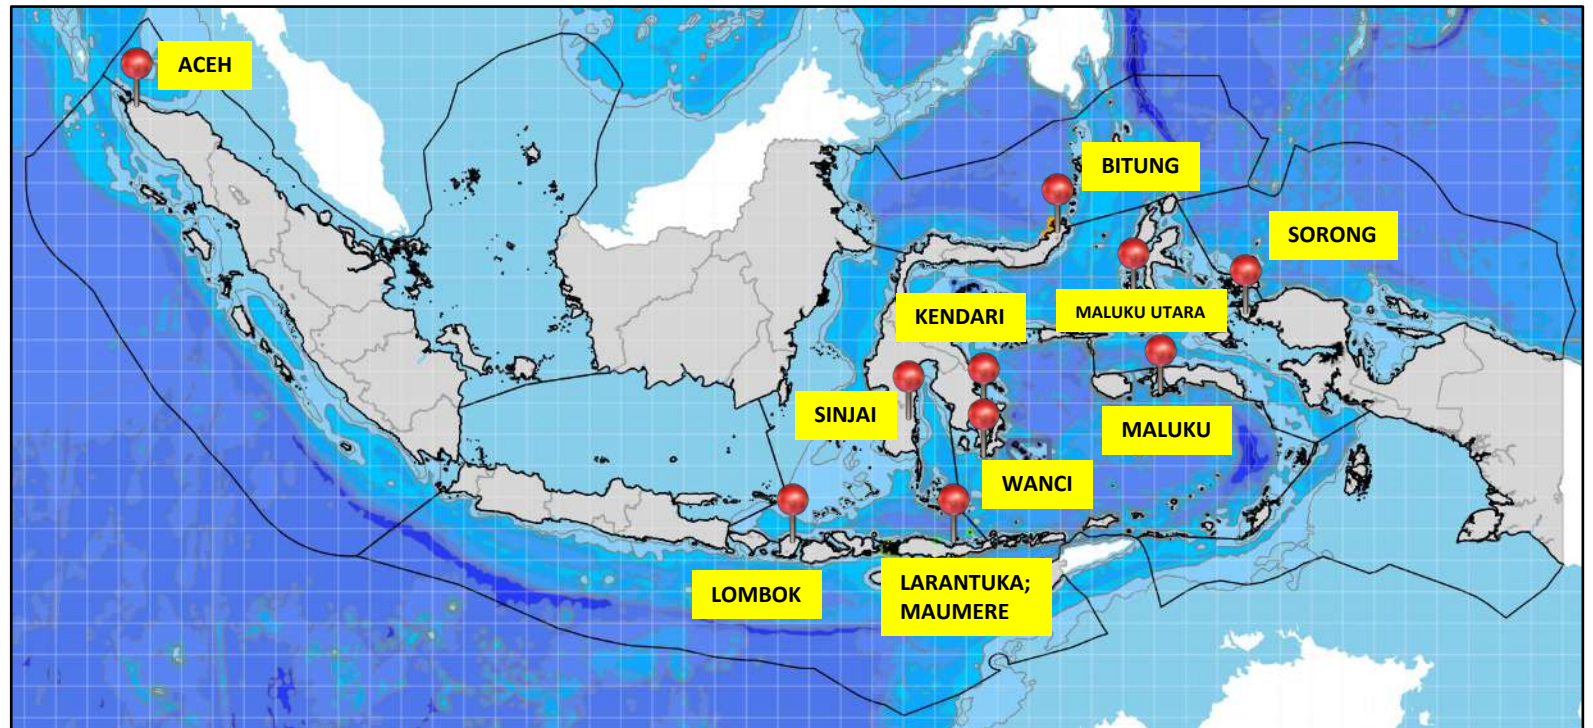 ACEH
BITUNG
SORONG
KENDARI
MALUKU UTARA
SINJAI
MALUKU
WANCI
LOMBOK
LARANTUKA;
MAUMERE